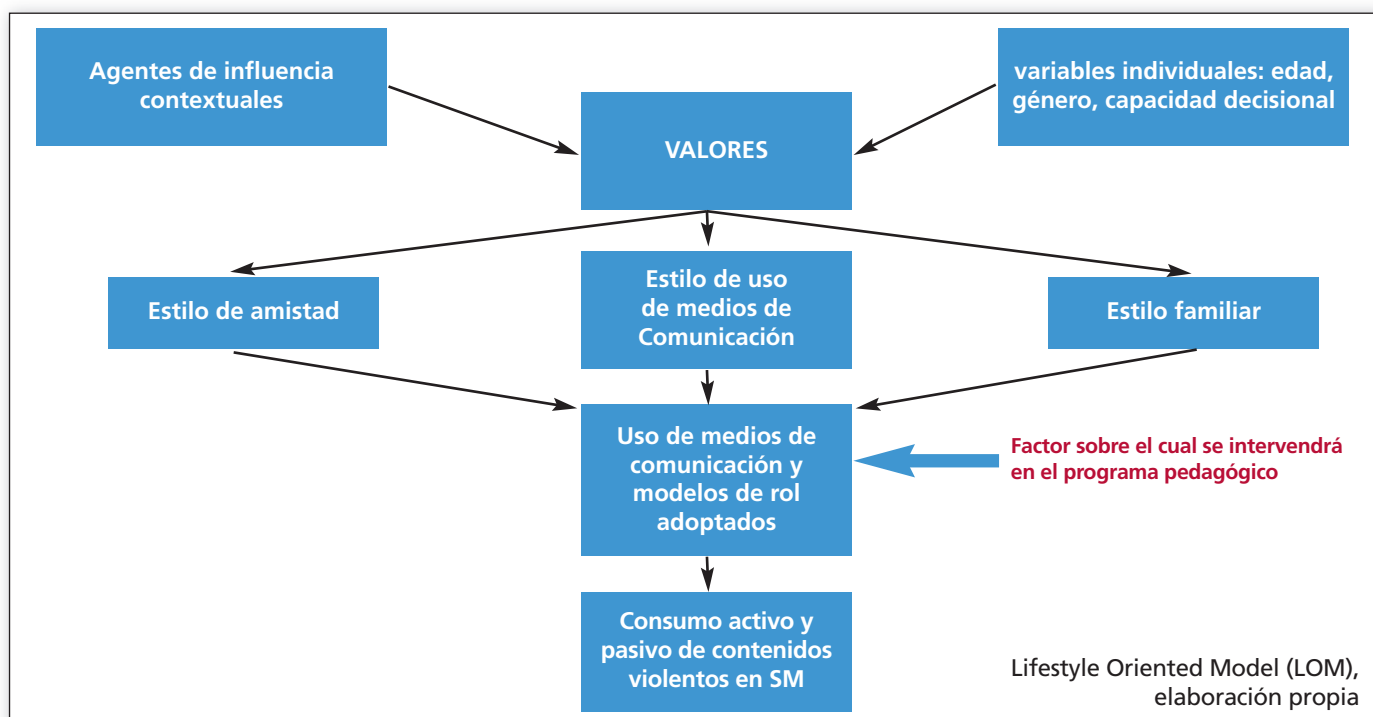 Agentes de influencia
contextuales
variables individuales: edad,
género, capacidad decisional
VALORES
Estilo de amistad
Estilo de uso
de medios de
Comunicación
Estilo familiar
Uso de medios de
comunicación y
modelos de rol
adoptados
Factor sobre el cual se intervendrá
en el programa pedagógico
Consumo activo y
pasivo de contenidos
violentos en SM
Lifestyle Oriented Model (LOM),
elaboración propia